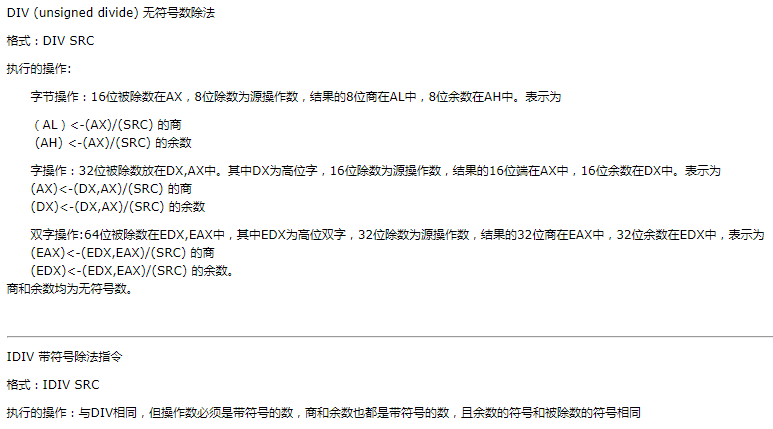 DIV (unsigned divide) 无符号数除法
格式：DIV SRC
执行的操作:
字节操作：16位被除数在AX，8位除数为源操作数，结果的8位商在AL中，8位余数在AH中。表示为
（ AL ）<-(AX)/(SRC) 的商
(AH) <-(AX)/(SRC) 的余数
字操作：32位被除数放在DX,AX中。其中DX为高位字，16位除数为源操作数，结果的16位端在AX中，16位余数在DX中。表示为
(AX)<-(DX,AX)/(SRC) 的商
(DX)<-(DX,AX)/(SRC) 的余数
双字操作:64位被除数在EDX,EAX中，其中EDX为高位双字，32位除数为源操作数，结果的32位商在EAX中，32位余数在EDX中，表示为
(EAX)<-(EDX,EAX)/(SRC) 的商
(EDX)<-(EDX,EAX)/(SRC) 的余数。
商和余数均为无符号数。
IDIV 带符号除法指令
格式：IDIV SRC
执行的操作：与DIV相同，但操作数必须是带符号的数，商和余数也都是带符号的数，且余数的符号和被除数的符号相同